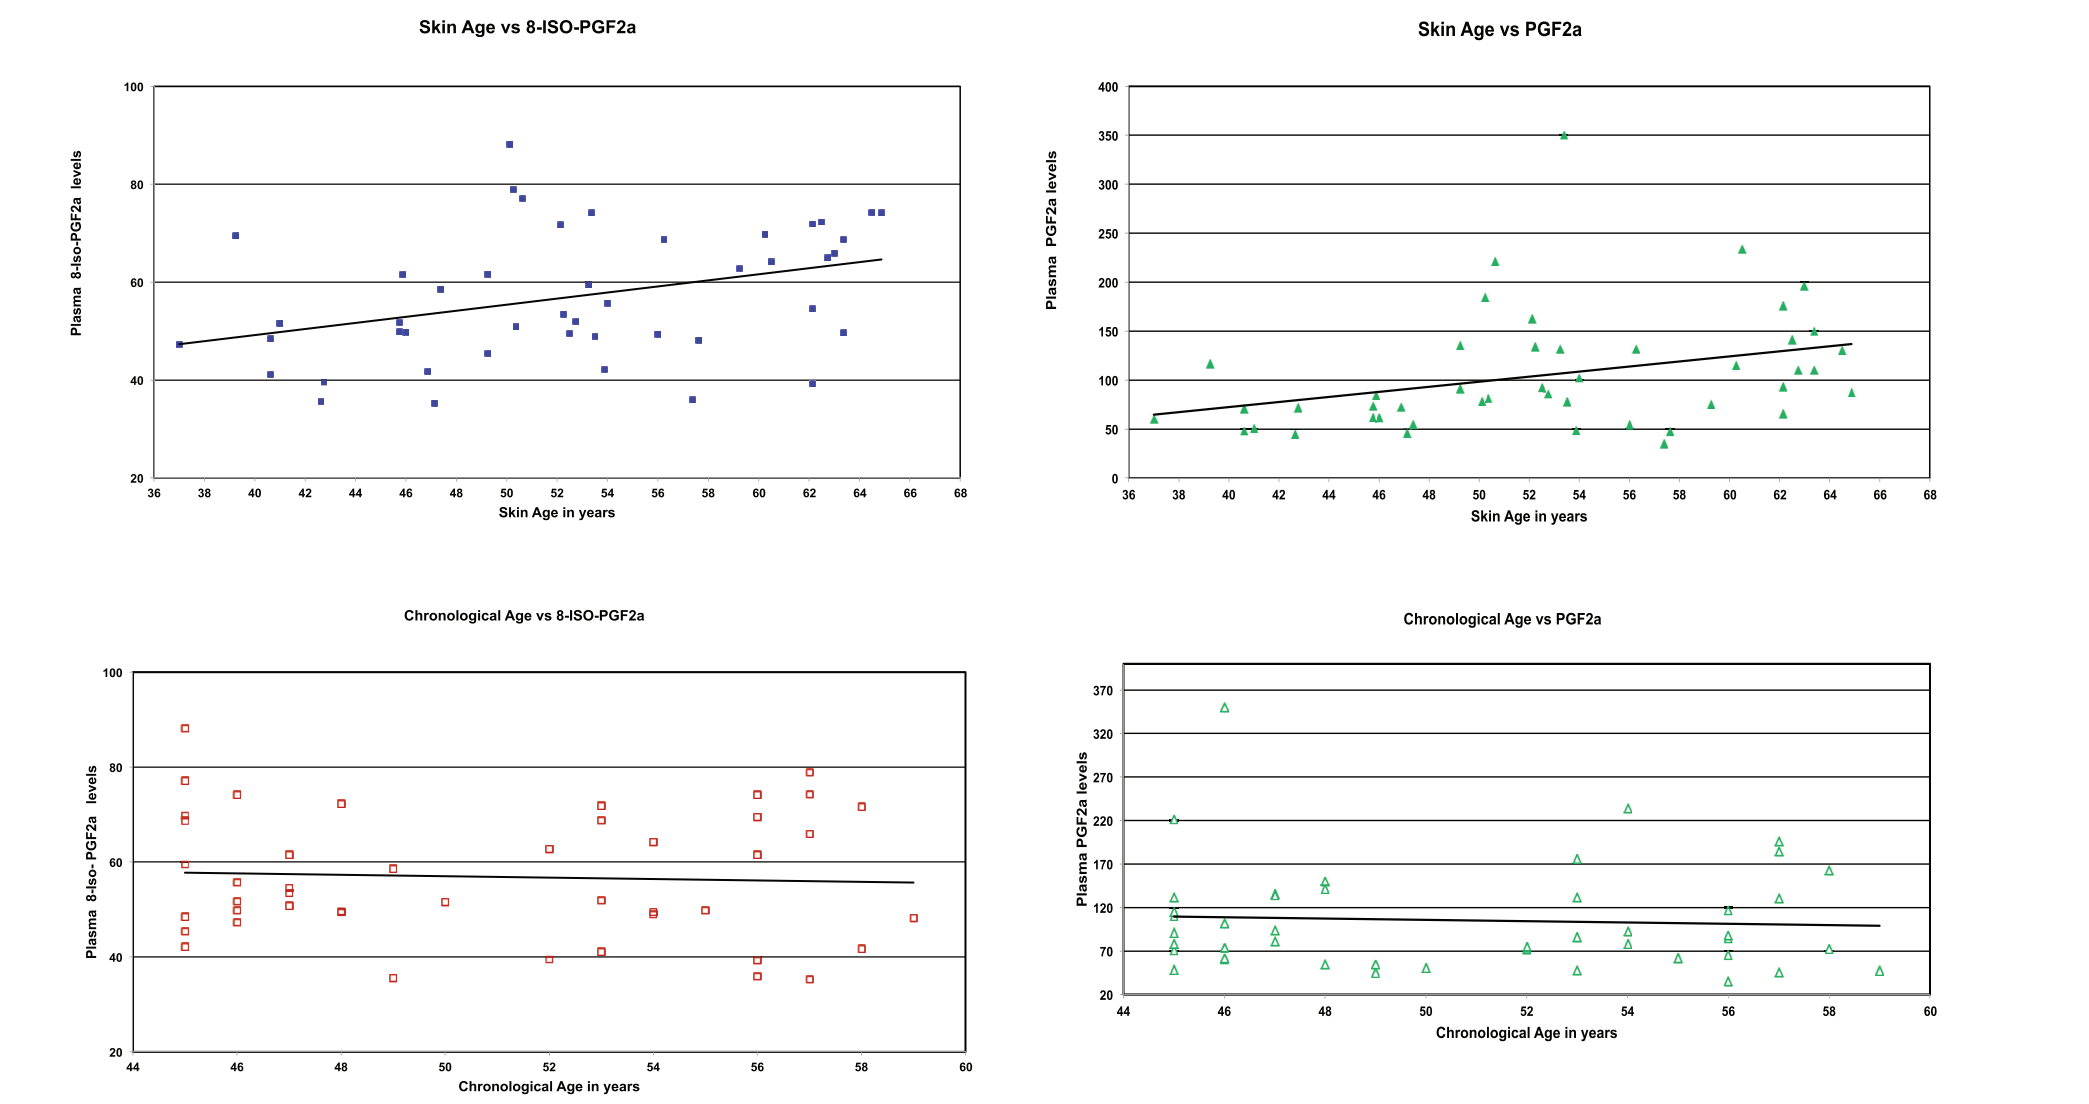 Skin Age vs 8-ISO-PGF2a
Plasma 8-Iso-PGF2a levels
100
80
60
40
20
36 38 40 42 44 46 48 50 52 54 56 58 60 62 64 66 68
Skin Age in years
Skin Age vs PGF2a
Plasma PGF2a levels
400
350
300
250
200
150
100
50
0
36 38 40 42 44 46 48 50 52 54 56 58 60 62 64 66 68
Skin Age in years
Chronological Age vs 8-ISO-PGF2a
Plasma 8-Iso- PGF2a levels
100
80
60
40
20
44 46 48 50 52 54 56 58 60
Chronological Age in years
Chronological Age vs PGF2a
Plasma PGF2a levels
370
320
270
220
170
120
70
20
44 46 48 50 52 54 56 58 60
Chronological Age in years